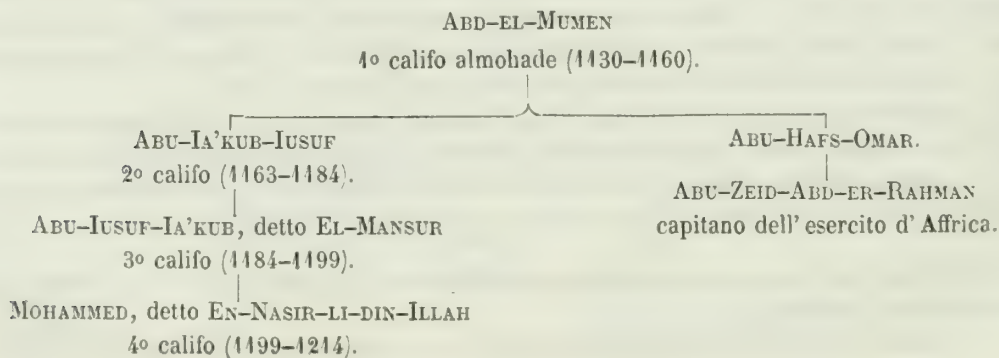 ABD-EL-MUMEN
1º califo almohade (1130-1160).
ABU-IA'KUB-IUSUF
2º califo (1163-1184).
ABU-IUSUF-IA'KUB, detto EL-MANSUR
3º califo (1184-1199).
MOHAMMED, detto EN-NASIR-LI-DIN-ILLAH
4º califo (1199-1214).
ABU-HAFS-OMAR.
ABU-ZEID-ABD-ER-RAHMAN
capitano dell' esercito d' Affrica.